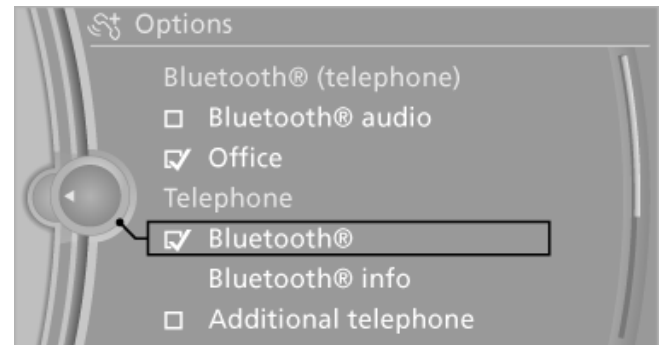 Options
Bluetooth® (telephone)
Bluetooth® audio
Office
Telephone
Bluetooth®
Bluetooth® info
Additional telephone